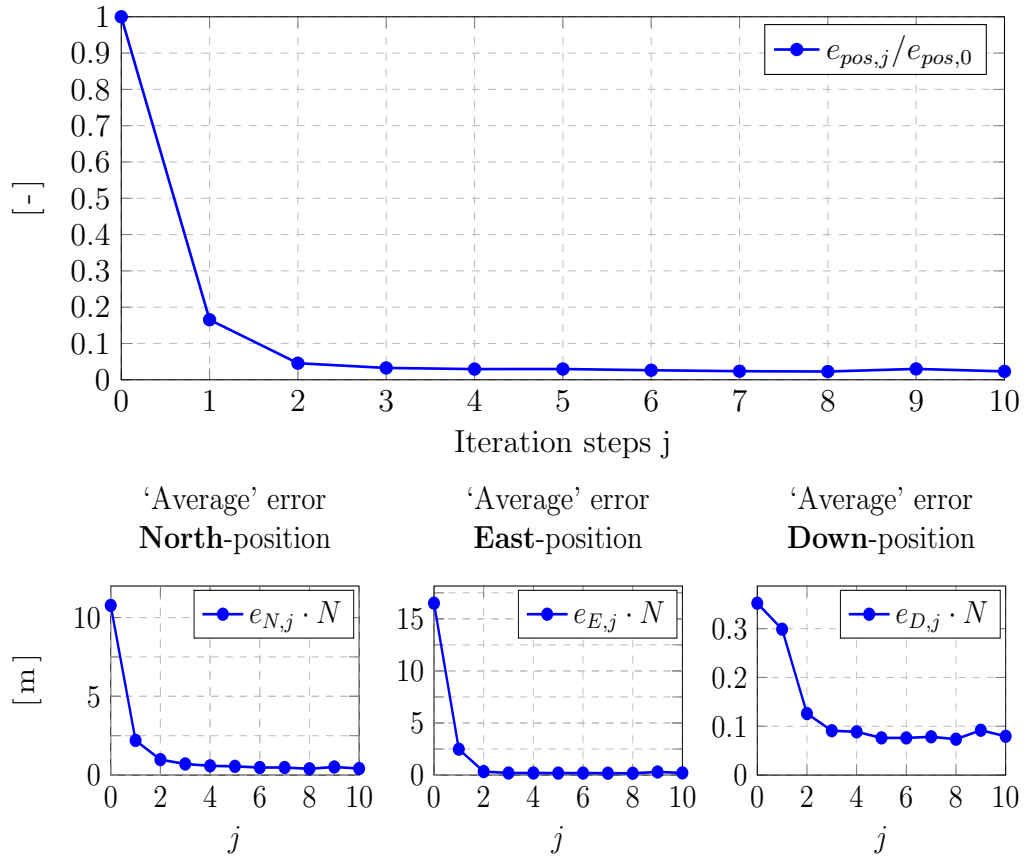 1
0.9
0.8
0.7
0.6
0.5
0.4
0.3
0.2
0.1
0
[ - ]
e_{pos,j}/e_{pos,0}
0 1 2 3 4 5 6 7 8 9 10
Iteration steps j
‘Average’ error
North-position
‘Average’ error
East-position
‘Average’ error
Down-position
[ m ]
10
5
0
e_{N,j} · N
0 2 4 6 8 10
j
15
10
5
0
e_{E,j} · N
0 2 4 6 8 10
j
0.3
0.2
0.1
0
e_{D,j} · N
0 2 4 6 8 10
j